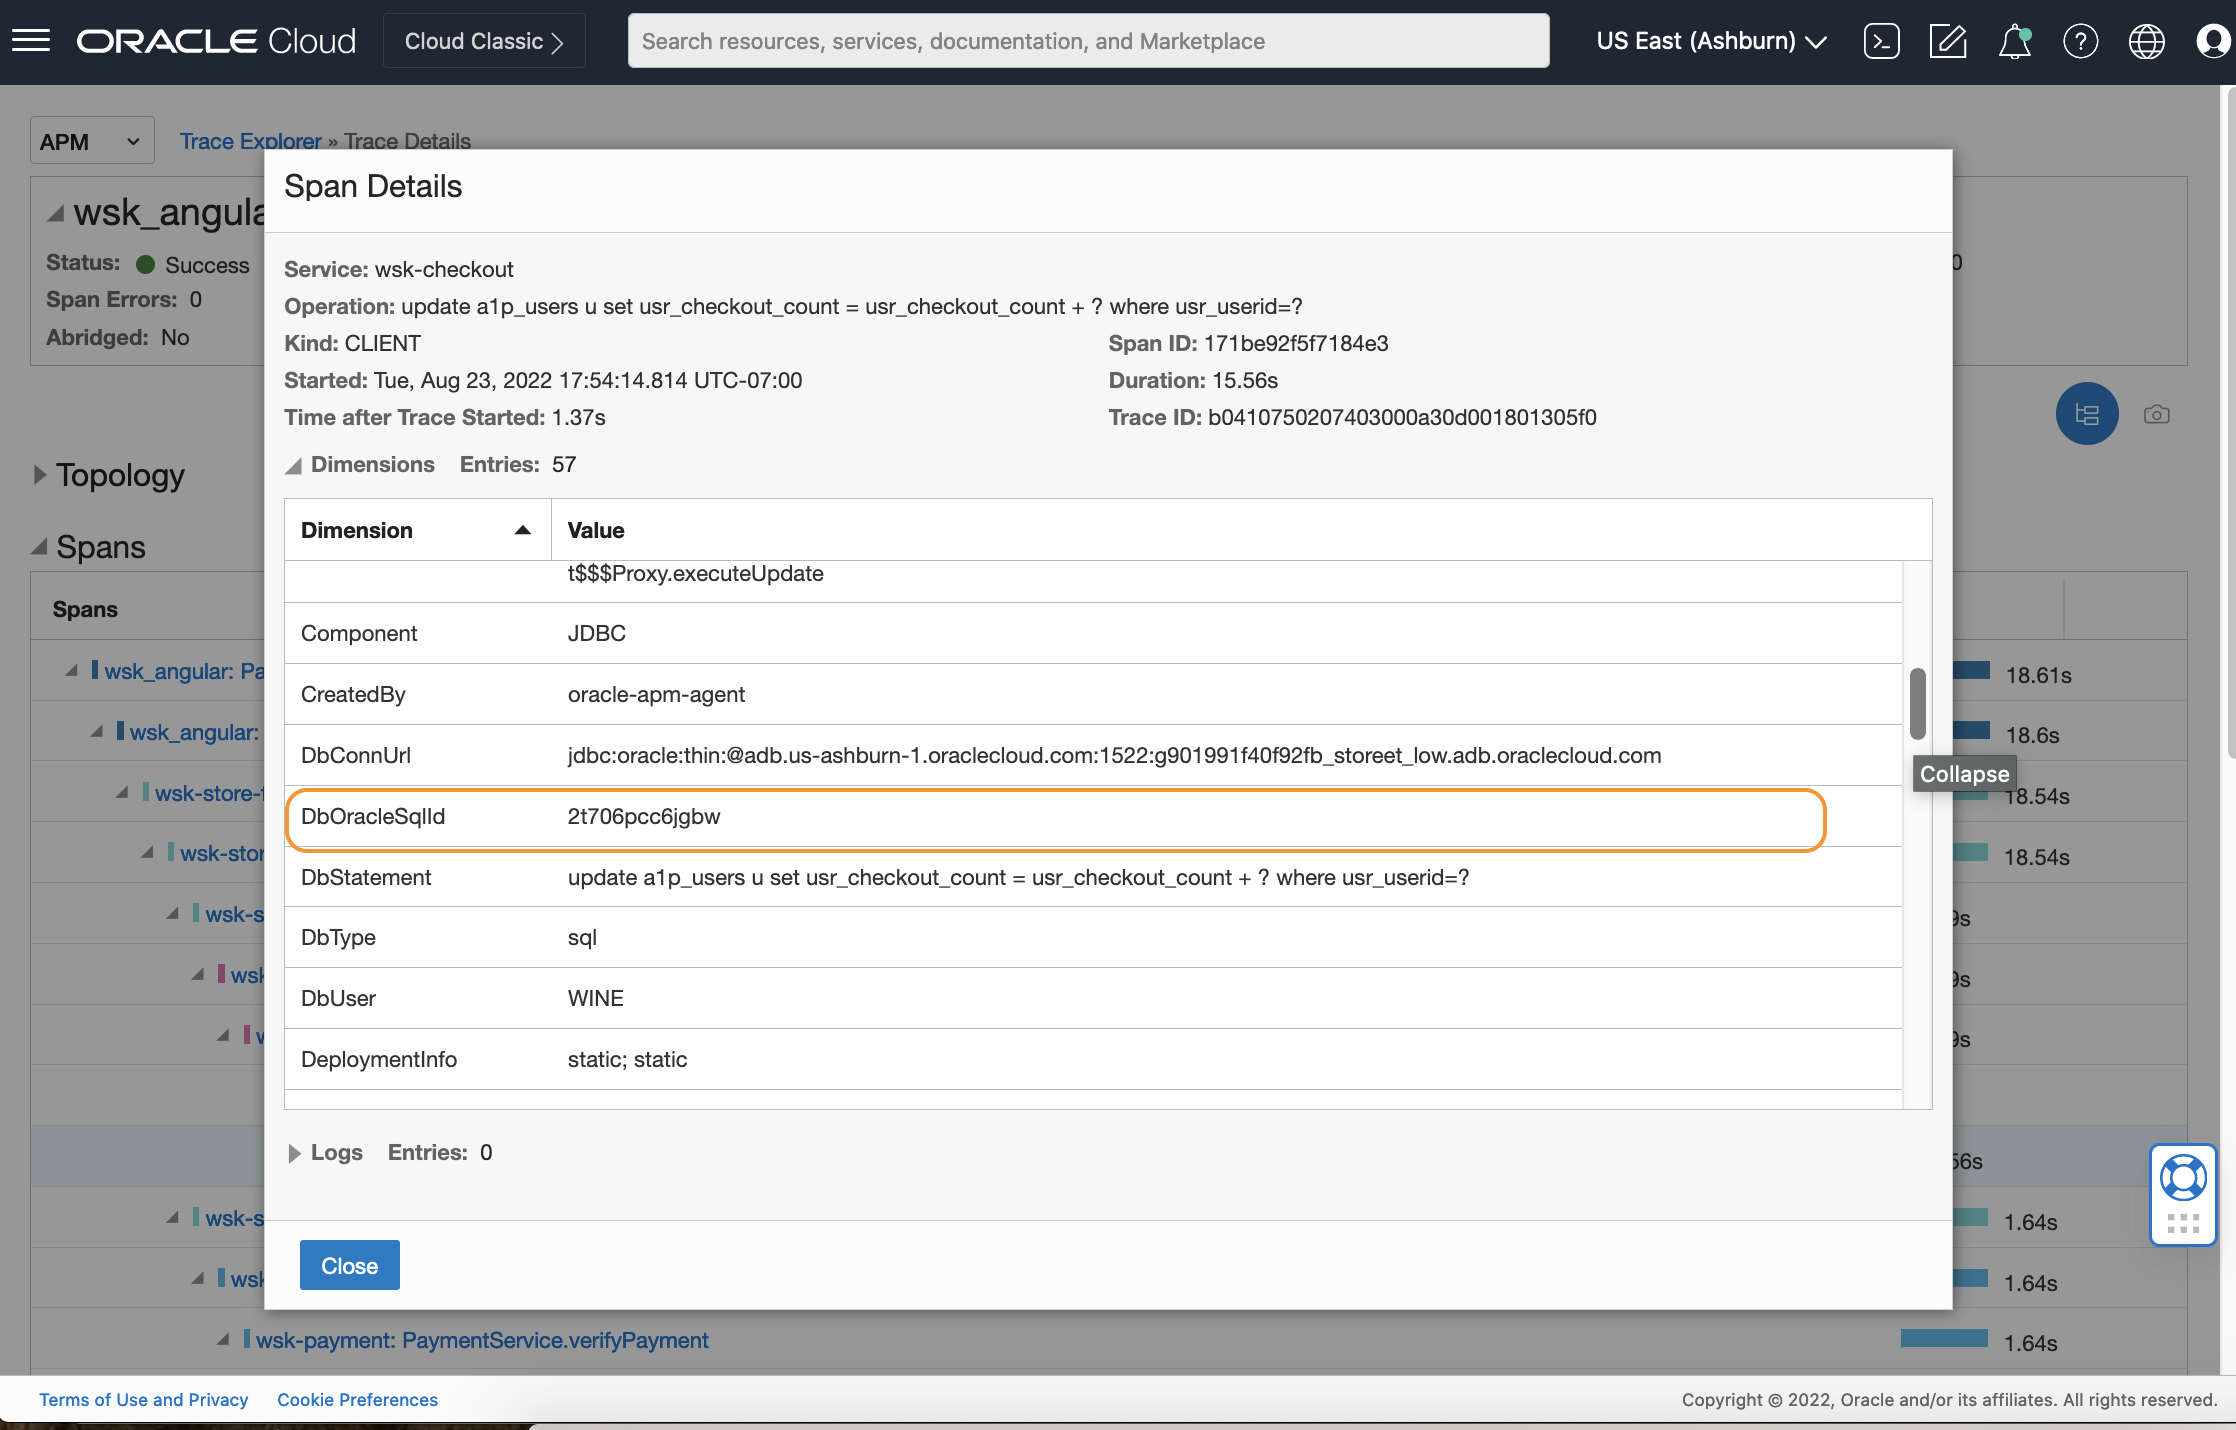 ORACLE Cloud
Cloud Classic
Search resources, services, documentation, and Marketplace
US East (Ashburn)
APM
Trace Explorer » Trace Details
wsk_angula
Status: Success
Span Errors: 0
Abridged: No
Topology
Spans
Spans
wsk_angular: Pa
18.61s
wsk_angular:
18.6s
wsk-store-f
18.54s
wsk-stor
18.54s
wsk-s
9s
wsk
9s
w
9s
56s
wsk-s
1.64s
wsk
1.64s
wsk-payment: PaymentService.verifyPayment
1.64s
Span Details
Service: wsk-checkout
Operation: update a1p_users u set usr_checkout_count = usr_checkout_count + ? where usr_userid=?
Kind: CLIENT
Span ID: 171be92f5f7184e3
Started: Tue, Aug 23, 2022 17:54:14.814 UTC-07:00
Duration: 15.56s
Time after Trace Started: 1.37s
Trace ID: b0410750207403000a30d001801305f0
Dimensions Entries: 57
Dimension Value
t$$$Proxy.executeUpdate
Component JDBC
CreatedBy oracle-apm-agent
DbConnUrl jdbc:oracle:thin:@adb.us-ashburn-1.oraclecloud.com:1522:g901991f40f92fb_storeet_low.adb.oraclecloud.com
DbOracleSqlId 2t706pcc6jgbw
DbStatement update a1p_users u set usr_checkout_count = usr_checkout_count + ? where usr_userid=?
DbType sql
DbUser WINE
DeploymentInfo static; static
Collapse
Logs Entries: 0
Close
Terms of Use and Privacy
Cookie Preferences
Copyright © 2022, Oracle and/or its affiliates. All rights reserved.